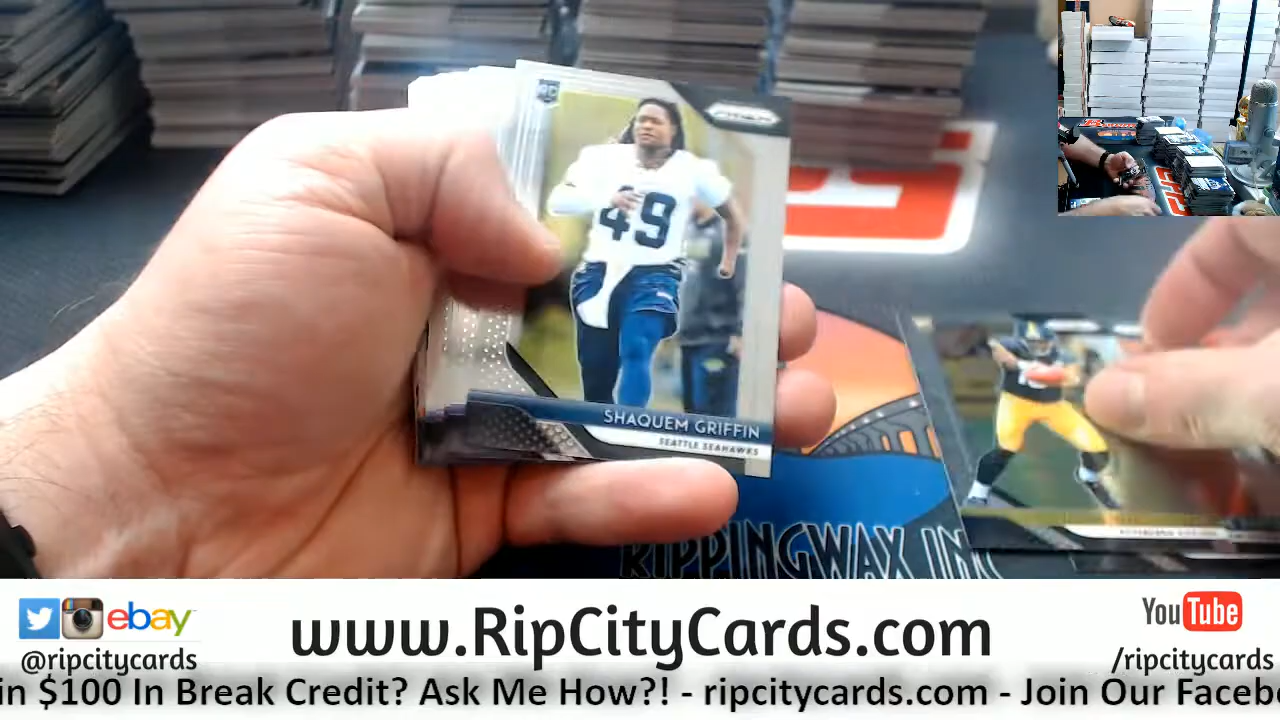 RC
PRIZM
49
SHAQUEM GRIFFIN
SEATTLE SEAHAWKS
RIPPINGWAX INC
ebay
@ripcitycards
www.RipCityCards.com
YouTube
/ripcitycards
in $100 In Break Credit? Ask Me How?! - ripcitycards.com - Join Our Facebo